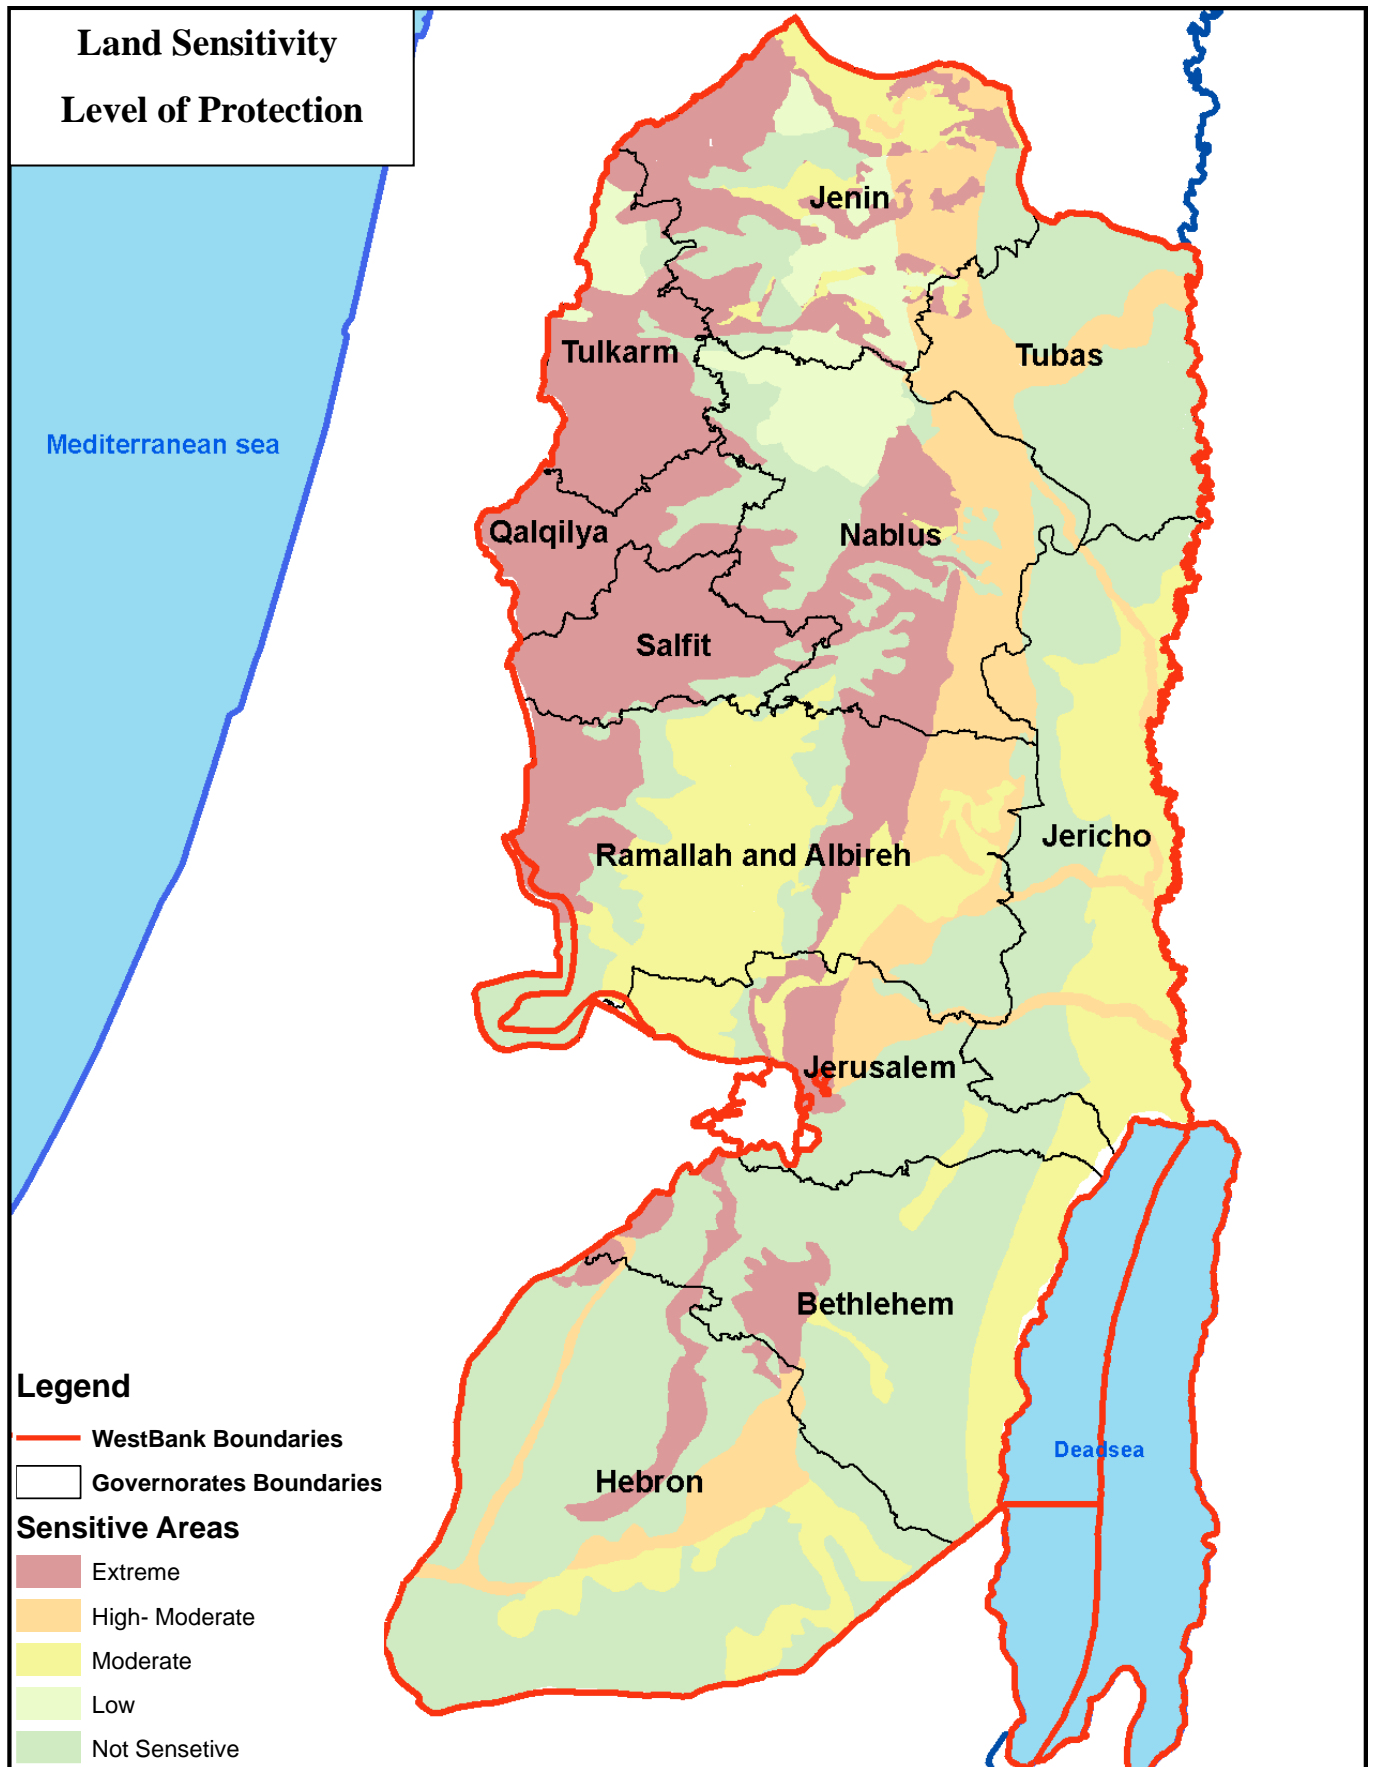 Land Sensitivity
Level of Protection
Jenin
Tulkarm
Tubas
Mediterranean sea
Qalqilya
Nablus
Salfit
Jericho
Ramallah and Albireh
Jerusalem
Bethlehem
Legend
WestBank Boundaries
Deadsea
Governorates Boundaries
Hebron
Sensitive Areas
Extreme
High- Moderate
Moderate
Low
Not Sensetive